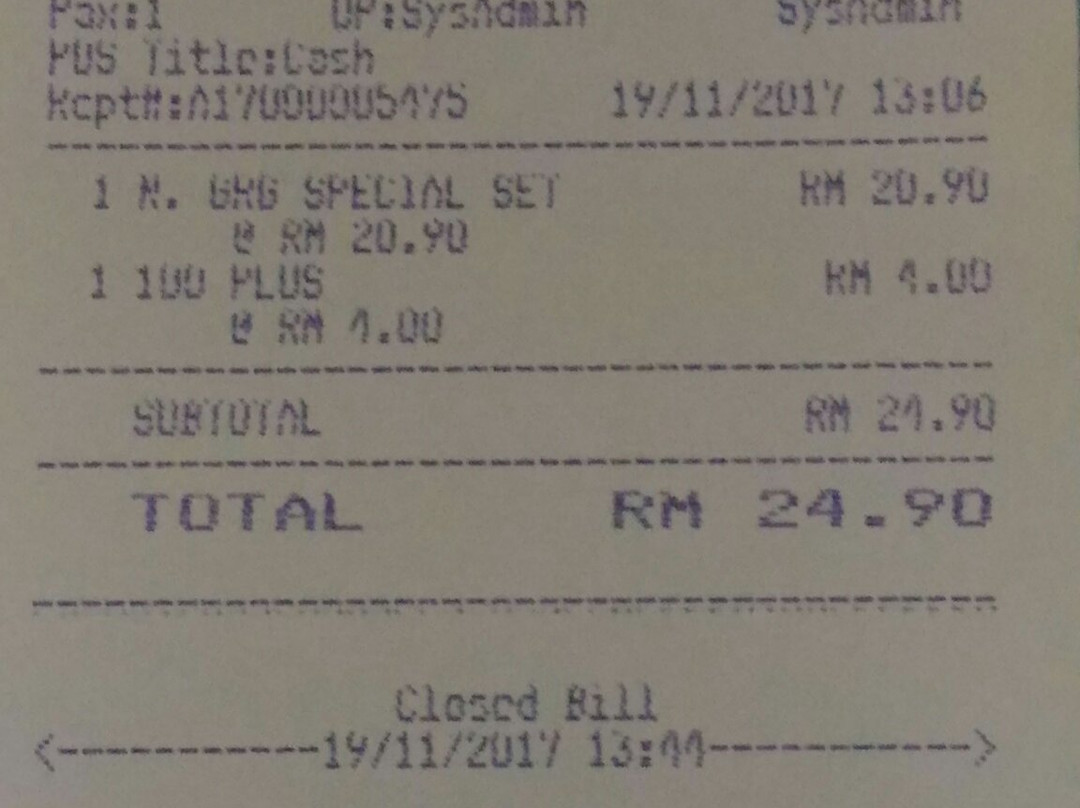 Pax:1 OP:SysAdmin SysAdmin
POS Title:Cash
Rcpt#:A17000005475 19/11/2017 13:06
1 N. GRG SPECIAL SET RM 20.90
@ RM 20.90
1 100 PLUS RM 4.00
@ RM 4.00
SUBTOTAL RM 24.90
TOTAL RM 24.90
Closed Bill
<------------19/11/2017 13:44------------>